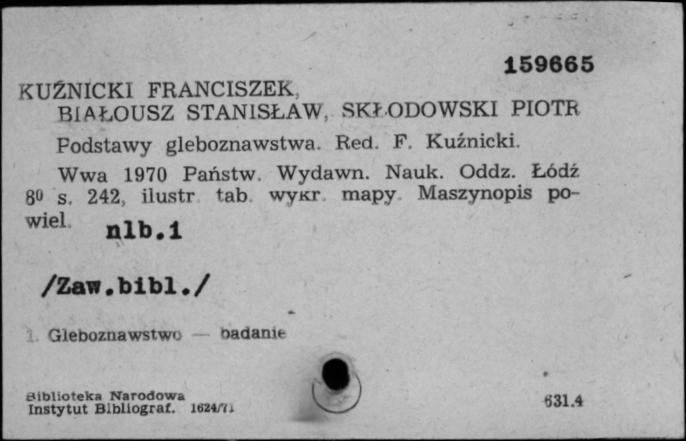 159665
KUŹNICKI FRANCISZEK,
BIAŁOUSZ STANISŁAW, SKŁODOWSKI PIOTR
Podstawy gleboznawstwa. Red. F. Kuźnicki.
Wwa 1970 Państw. Wydawn. Nauk. Oddz. Łódź
8⁰ s. 242, ilustr. tab. wykr. mapy. Maszynopis po-
wiel.
nlb.1
/Zaw.bibl./
1. Gleboznawstwo — badanie
Biblioteka Narodowa
Instytut Bibliograf. 1624/71
631.4